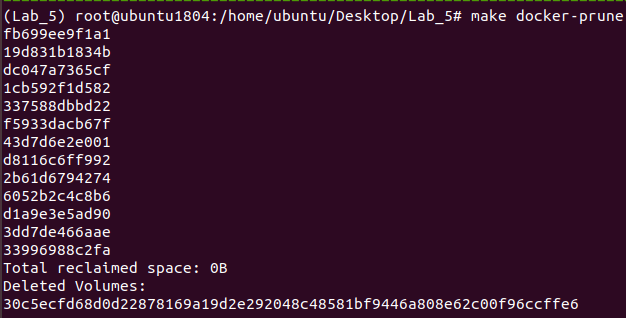 (Lab_5) root@ubuntu1804:/home/ubuntu/Desktop/Lab_5# make docker-prune
fb699ee9f1a1
19d831b1834b
dc047a7365cf
1cb592f1d582
337588dbbd22
f5933dacb67f
43d7d6e2e001
d8116c6ff992
2b61d6794274
6052b2c4c8b6
d1a9e3e5ad90
3dd7de466aae
33996988c2fa
Total reclaimed space: 0B
Deleted Volumes:
30c5ecfd68d0d22878169a19d2e292048c48581bf9446a808e62c00f96ccffe6